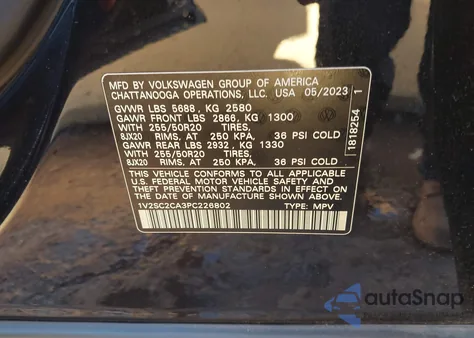 MFD BY VOLKSWAGEN GROUP OF AMERICA
CHATTANOOGA OPERATIONS, LLC. USA 05/2023
GVWR LBS 5688, KG 2580
GAWR FRONT LBS 2866, KG 1300
WITH 255/50R20 TIRES,
8JX20 RIMS, AT 250 KPA, 36 PSI COLD
GAWR REAR LBS 2932, KG 1330
WITH 255/50R20 TIRES,
8JX20 RIMS, AT 250 KPA, 36 PSI COLD
THIS VEHICLE CONFORMS TO ALL APPLICABLE
U.S. FEDERAL MOTOR VEHICLE SAFETY AND
THEFT PREVENTION STANDARDS IN EFFECT ON
THE DATE OF MANUFACTURE SHOWN ABOVE.
1V2SC2CA3PC226802 TYPE: MPV
1818254 1
autoSnap